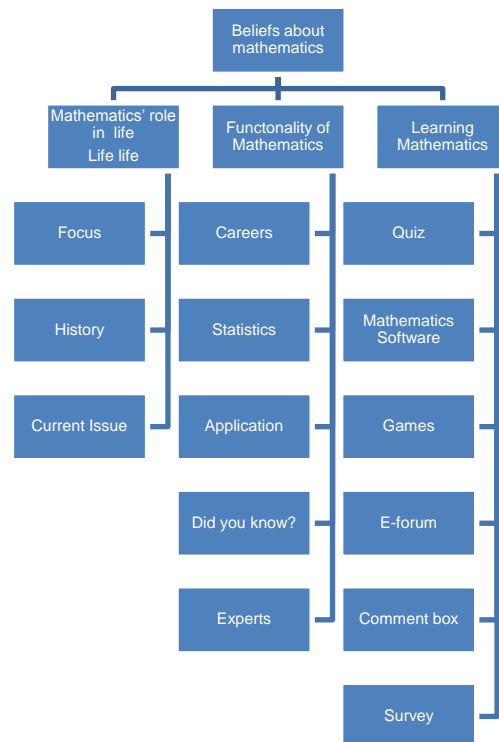 Beliefs about
mathematics
Mathematics' role
in life
Life life
Functonality of
Mathematics
Learning
Mathematics
Focus
History
Current Issue
Careers
Statistics
Application
Did you know?
Experts
Quiz
Mathematics
Software
Games
E-forum
Comment box
Survey